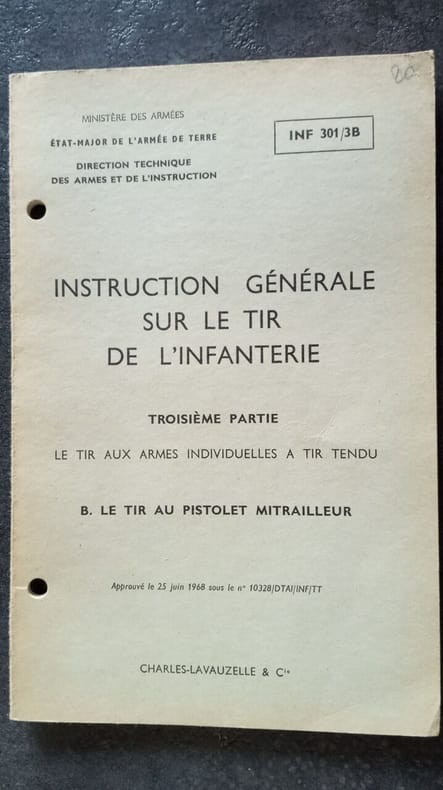 20
MINISTÈRE DES ARMÉES
ÉTAT-MAJOR DE L'ARMÉE DE TERRE
DIRECTION TECHNIQUE
DES ARMES ET DE L'INSTRUCTION
INF 301/3B
INSTRUCTION GÉNÉRALE
SUR LE TIR
DE L'INFANTERIE
TROISIÈME PARTIE
LE TIR AUX ARMES INDIVIDUELLES A TIR TENDU
B. LE TIR AU PISTOLET MITRAILLEUR
Approuvé le 25 juin 1968 sous le n° 10328/DTAI/INF/TT
CHARLES-LAVAUZELLE & Cie